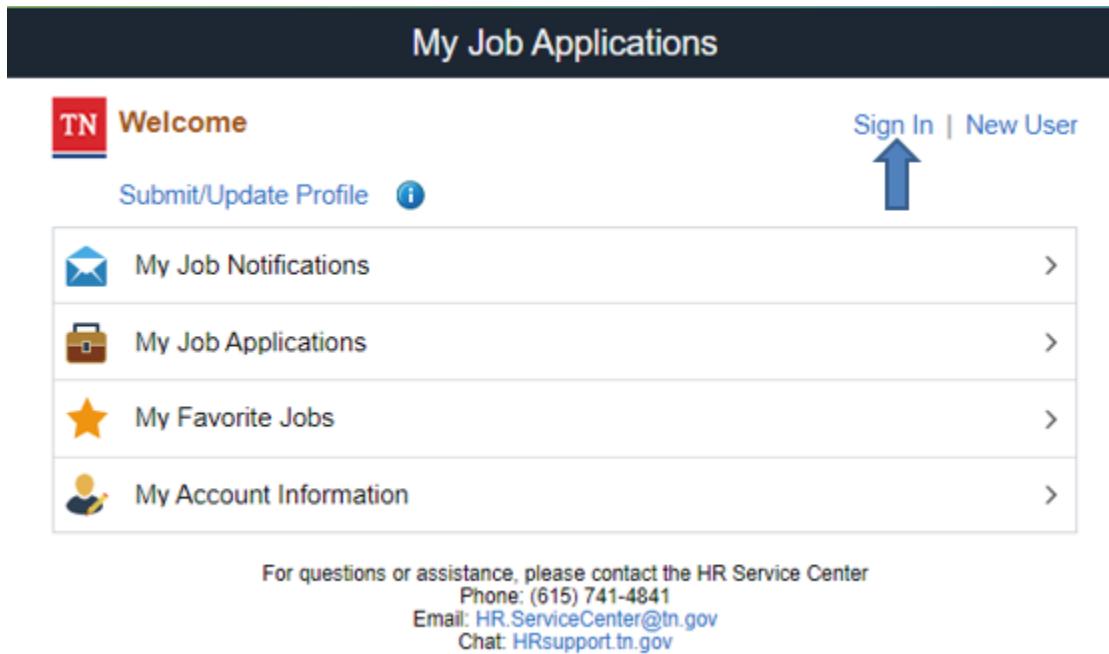 My Job Applications
TN Welcome
Sign In | New User
Submit/Update Profile i
My Job Notifications
My Job Applications
My Favorite Jobs
My Account Information
For questions or assistance, please contact the HR Service Center
Phone: (615) 741-4841
Email: HR.ServiceCenter@tn.gov
Chat: HRsupport.tn.gov